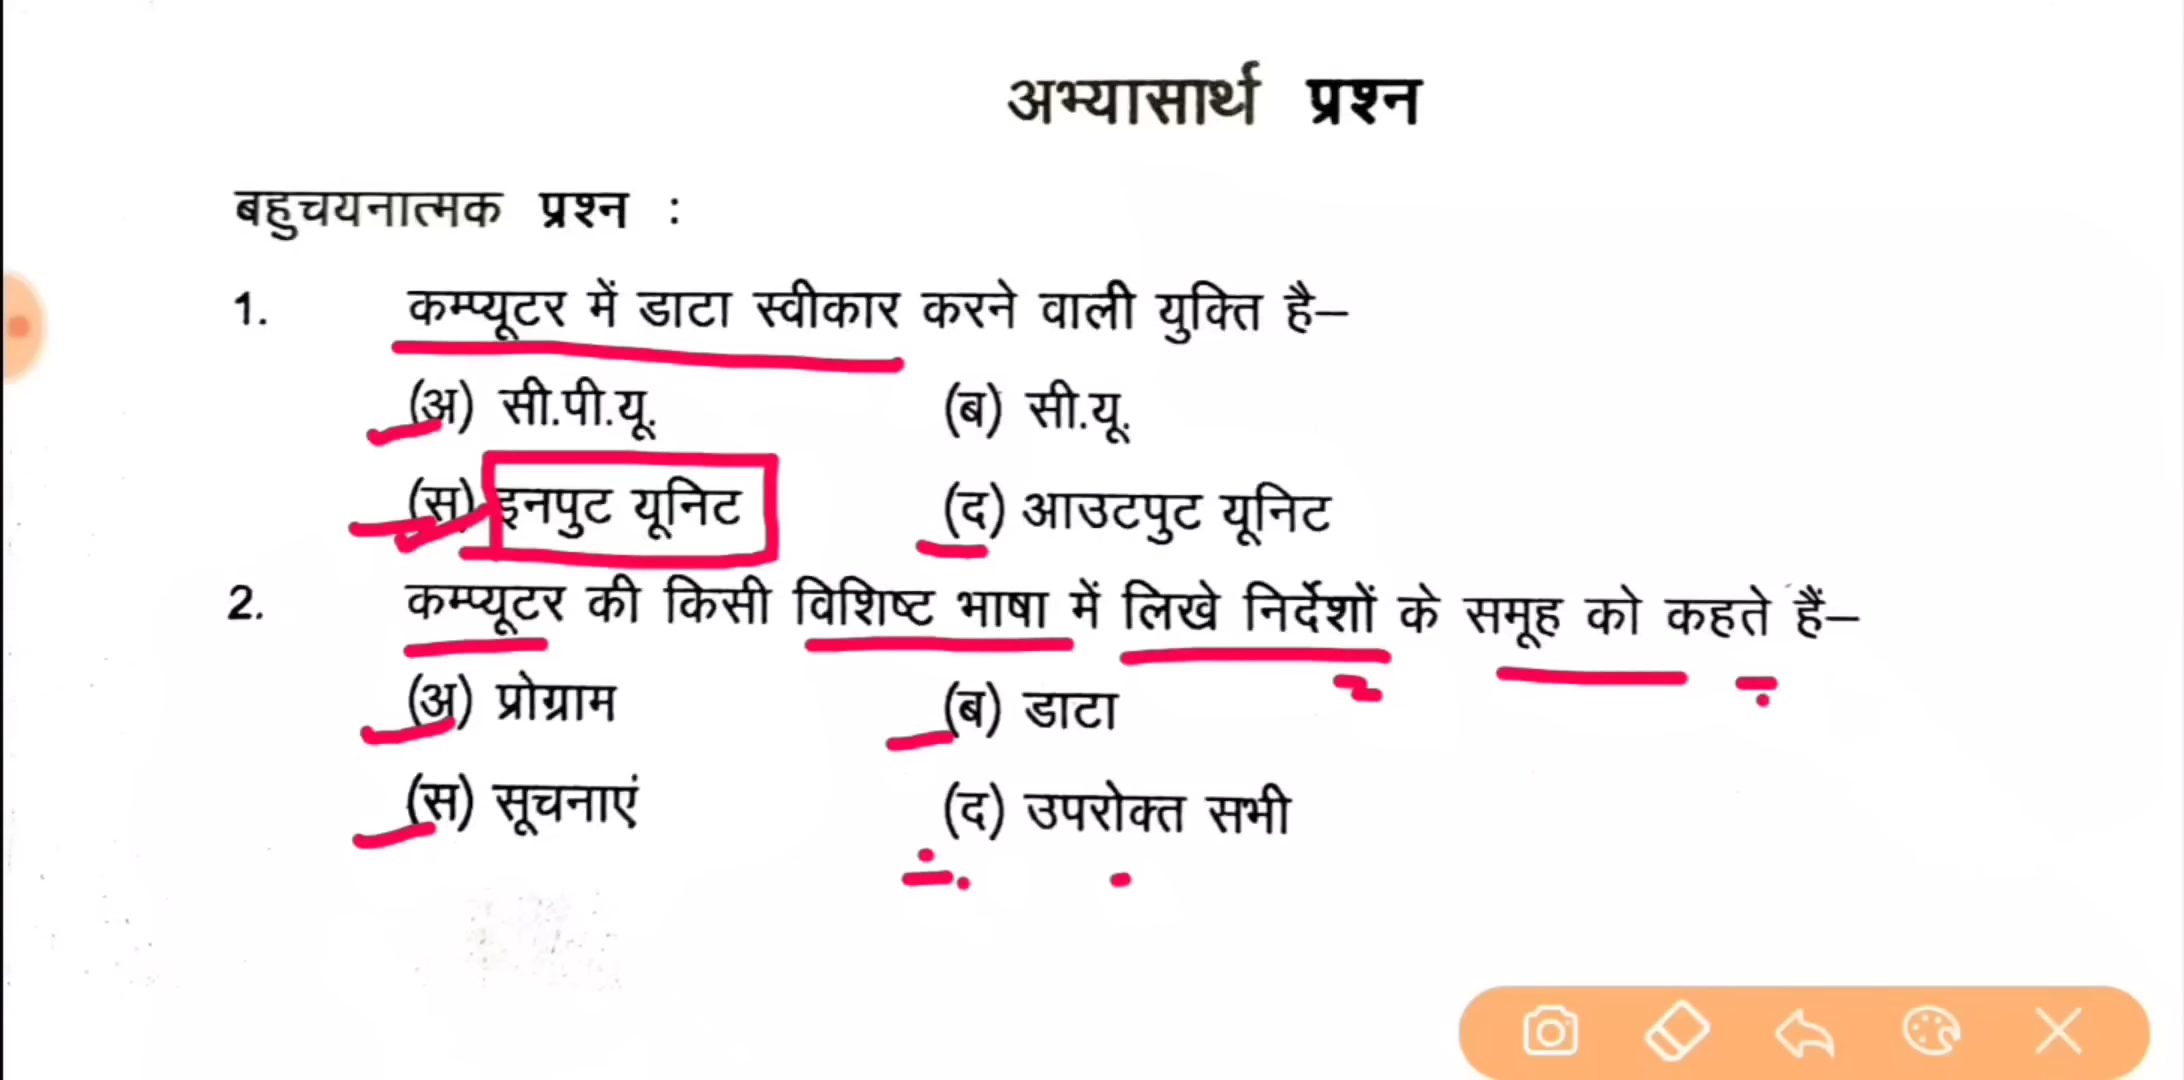 अभ्यासार्थ प्रश्न
बहुचयनात्मक प्रश्न :
1. कम्प्यूटर में डाटा स्वीकार करने वाली युक्ति है–
(अ) सी.पी.यू. (ब) सी.यू.
(स) इनपुट यूनिट (द) आउटपुट यूनिट
2. कम्प्यूटर की किसी विशिष्ट भाषा में लिखे निर्देशों के समूह को कहते हैं–
(अ) प्रोग्राम (ब) डाटा
(स) सूचनाएं (द) उपरोक्त सभी